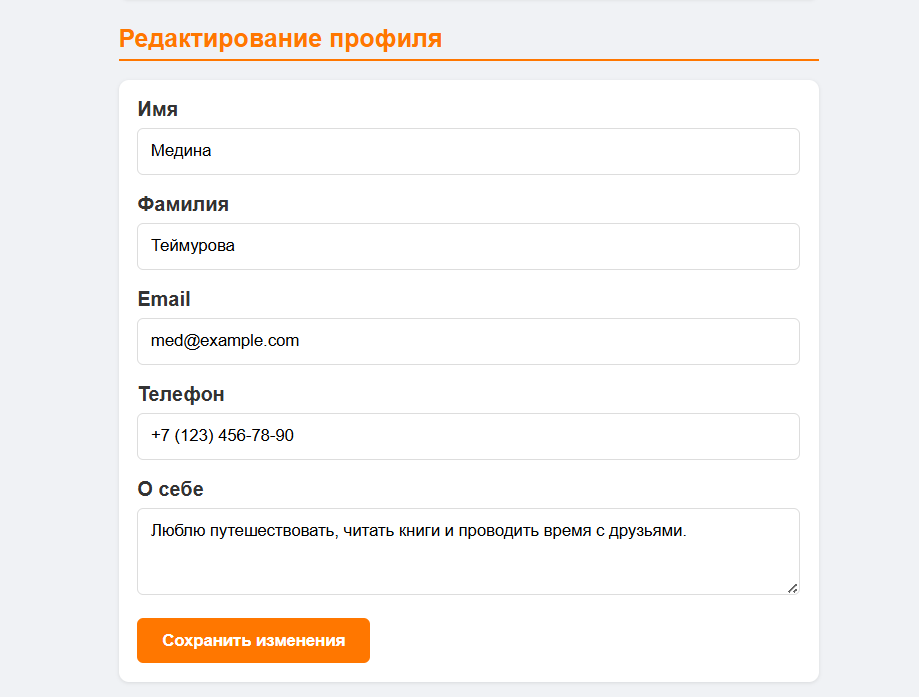 Редактирование профиля
Имя
Медина
Фамилия
Теймурова
Email
med@example.com
Телефон
+7 (123) 456-78-90
О себе
Люблю путешествовать, читать книги и проводить время с друзьями.
Сохранить изменения